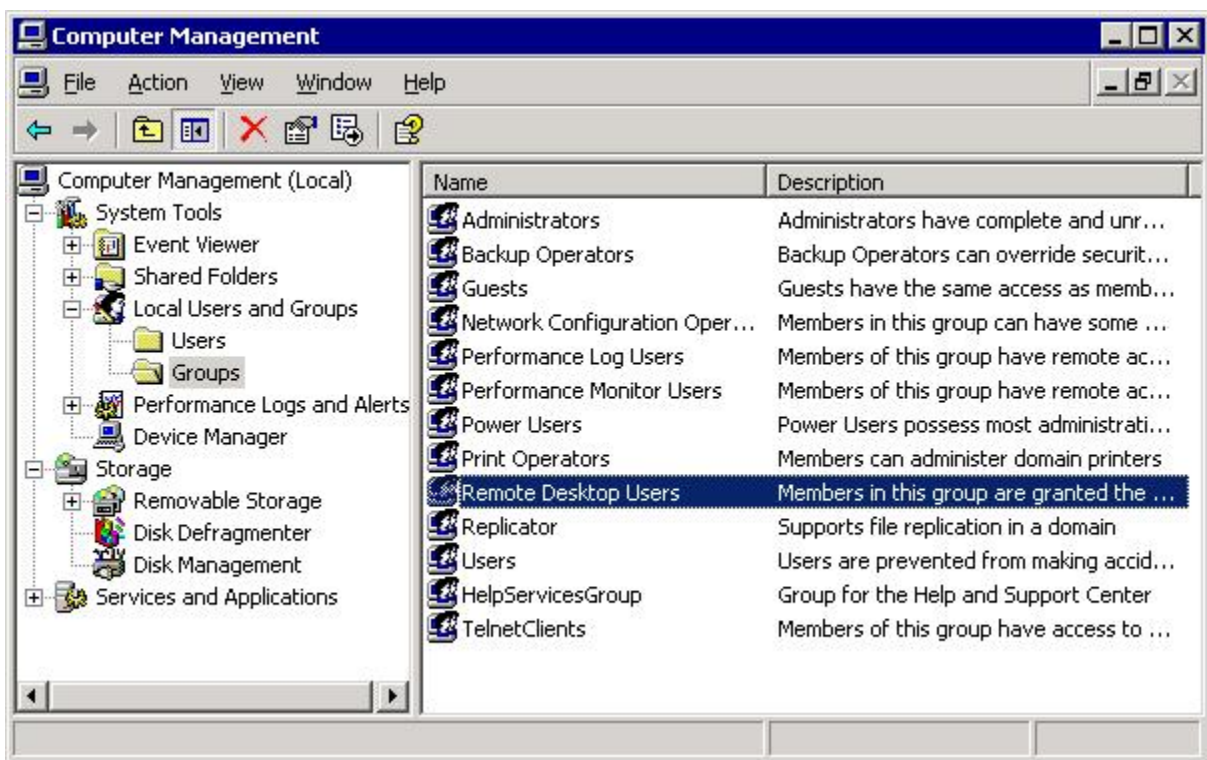 Computer Management
File Action View Window Help
Computer Management (Local)
System Tools
Event Viewer
Shared Folders
Local Users and Groups
Users
Groups
Performance Logs and Alerts
Device Manager
Storage
Removable Storage
Disk Defragmenter
Disk Management
Services and Applications
Name Description
Administrators Administrators have complete and unr...
Backup Operators Backup Operators can override securit...
Guests Guests have the same access as memb...
Network Configuration Oper... Members in this group can have some ...
Performance Log Users Members of this group have remote ac...
Performance Monitor Users Members of this group have remote ac...
Power Users Power Users possess most administrati...
Print Operators Members can administer domain printers
Remote Desktop Users Members in this group are granted the ...
Replicator Supports file replication in a domain
Users Users are prevented from making accid...
HelpServicesGroup Group for the Help and Support Center
TelnetClients Members of this group have access to ...